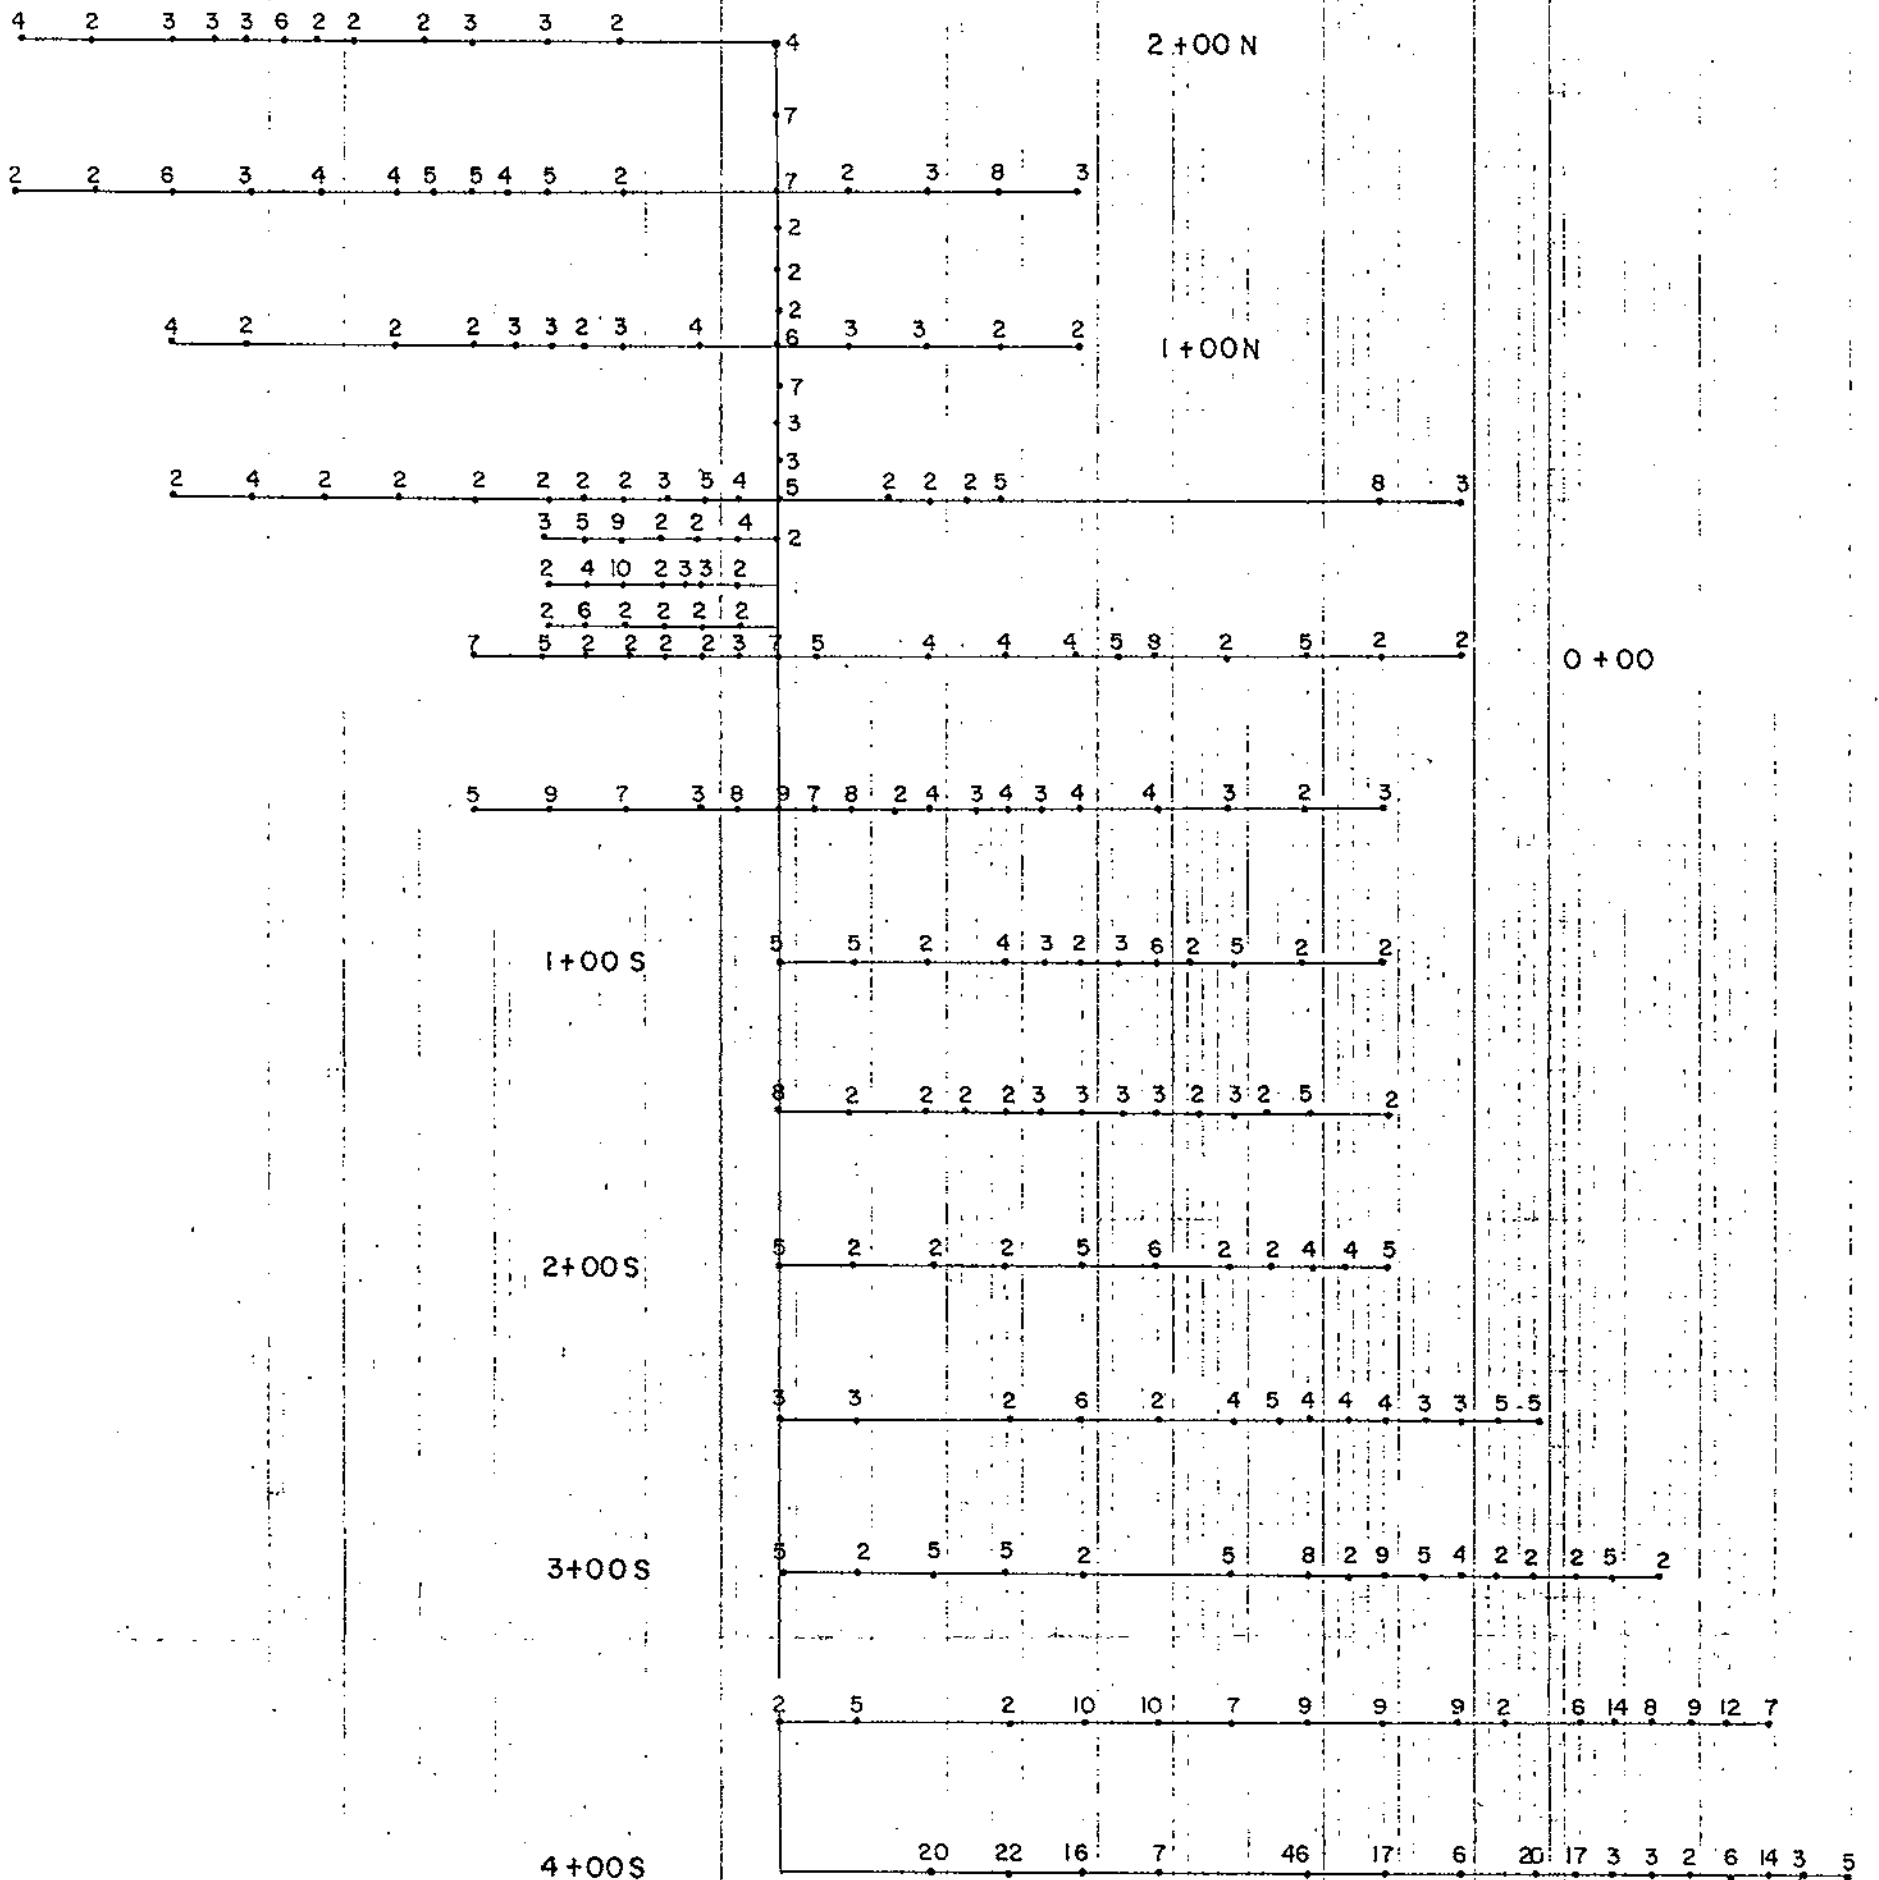 4 2 3 3 3 6 2 2 2 3 3 2 4 2+00 N
7
2 2 6 3 4 4 5 5 4 5 2 7 2 3 8 3
2
2
2
4 2 2 2 3 3 2 3 4 6 3 3 2 2 1+00N
7
3
3
2 4 2 2 2 2 2 2 3 5 4 5 2 2 2 5 8 3
3 5 9 2 2 4 2
2 4 10 2 3 3 2
2 6 2 2 2 2
7 5 2 2 2 2 3 7 5 4 4 4 5 9 2 5 2 2 0+00
5 9 7 3 8 9 7 8 2 4 3 4 3 4 4 3 2 3
1+00 S 5 5 2 4 3 2 3 6 2 5 2 2
8 2 2 2 2 3 3 3 3 2 3 2 5 2
2+00S 5 2 2 2 5 6 2 2 4 4 5
3 3 2 6 2 4 5 4 4 4 3 3 5 5
3+00S 5 2 5 5 2 5 8 2 9 5 4 2 2 2 5 2
2 5 2 10 10 7 9 9 9 2 6 14 8 9 12 7
4+00S 20 22 16 7 46 17 6 20 17 3 3 2 6 14 3 5